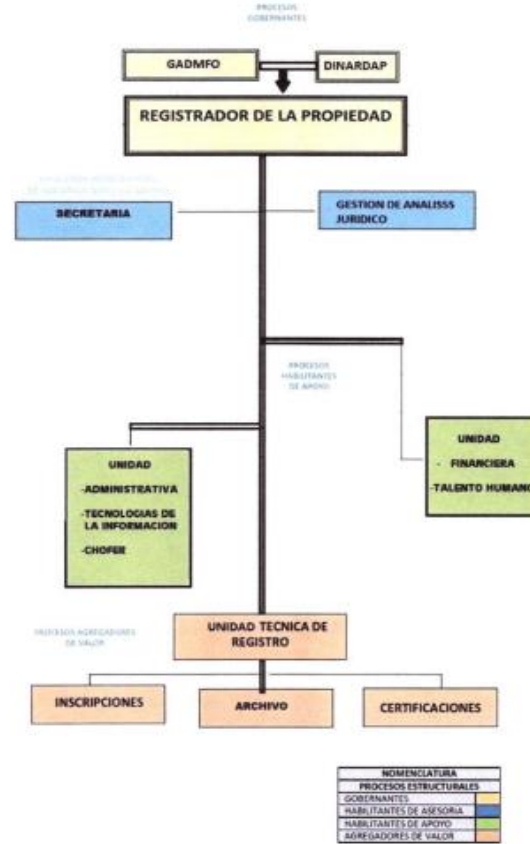 PROCESOS
GOBERNANTES
GADMFO
DINARDAP
REGISTRADOR DE LA PROPIEDAD
SECRETARIA
GESTION DE ANALISSS
JURIDICO
PROCESOS
HABILITANTES
DE APOYO
UNIDAD
- FINANCIERA
-TALENTO HUMANO
UNIDAD
-ADMINISTRATIVA
-TECNOLOGIAS DE
LA INFORMACION
-CHOFER
PROCESOS AGREGADORES
DE VALOR
UNIDAD TECNICA DE
REGISTRO
INSCRIPCIONES
ARCHIVO
CERTIFICACIONES
NOMENCLATURA
PROCESOS ESTRUCTURALES
GOBERNANTES
HABILITANTES DE ASESORIA
HABILITANTES DE APOYO
AGREGADORES DE VALOR